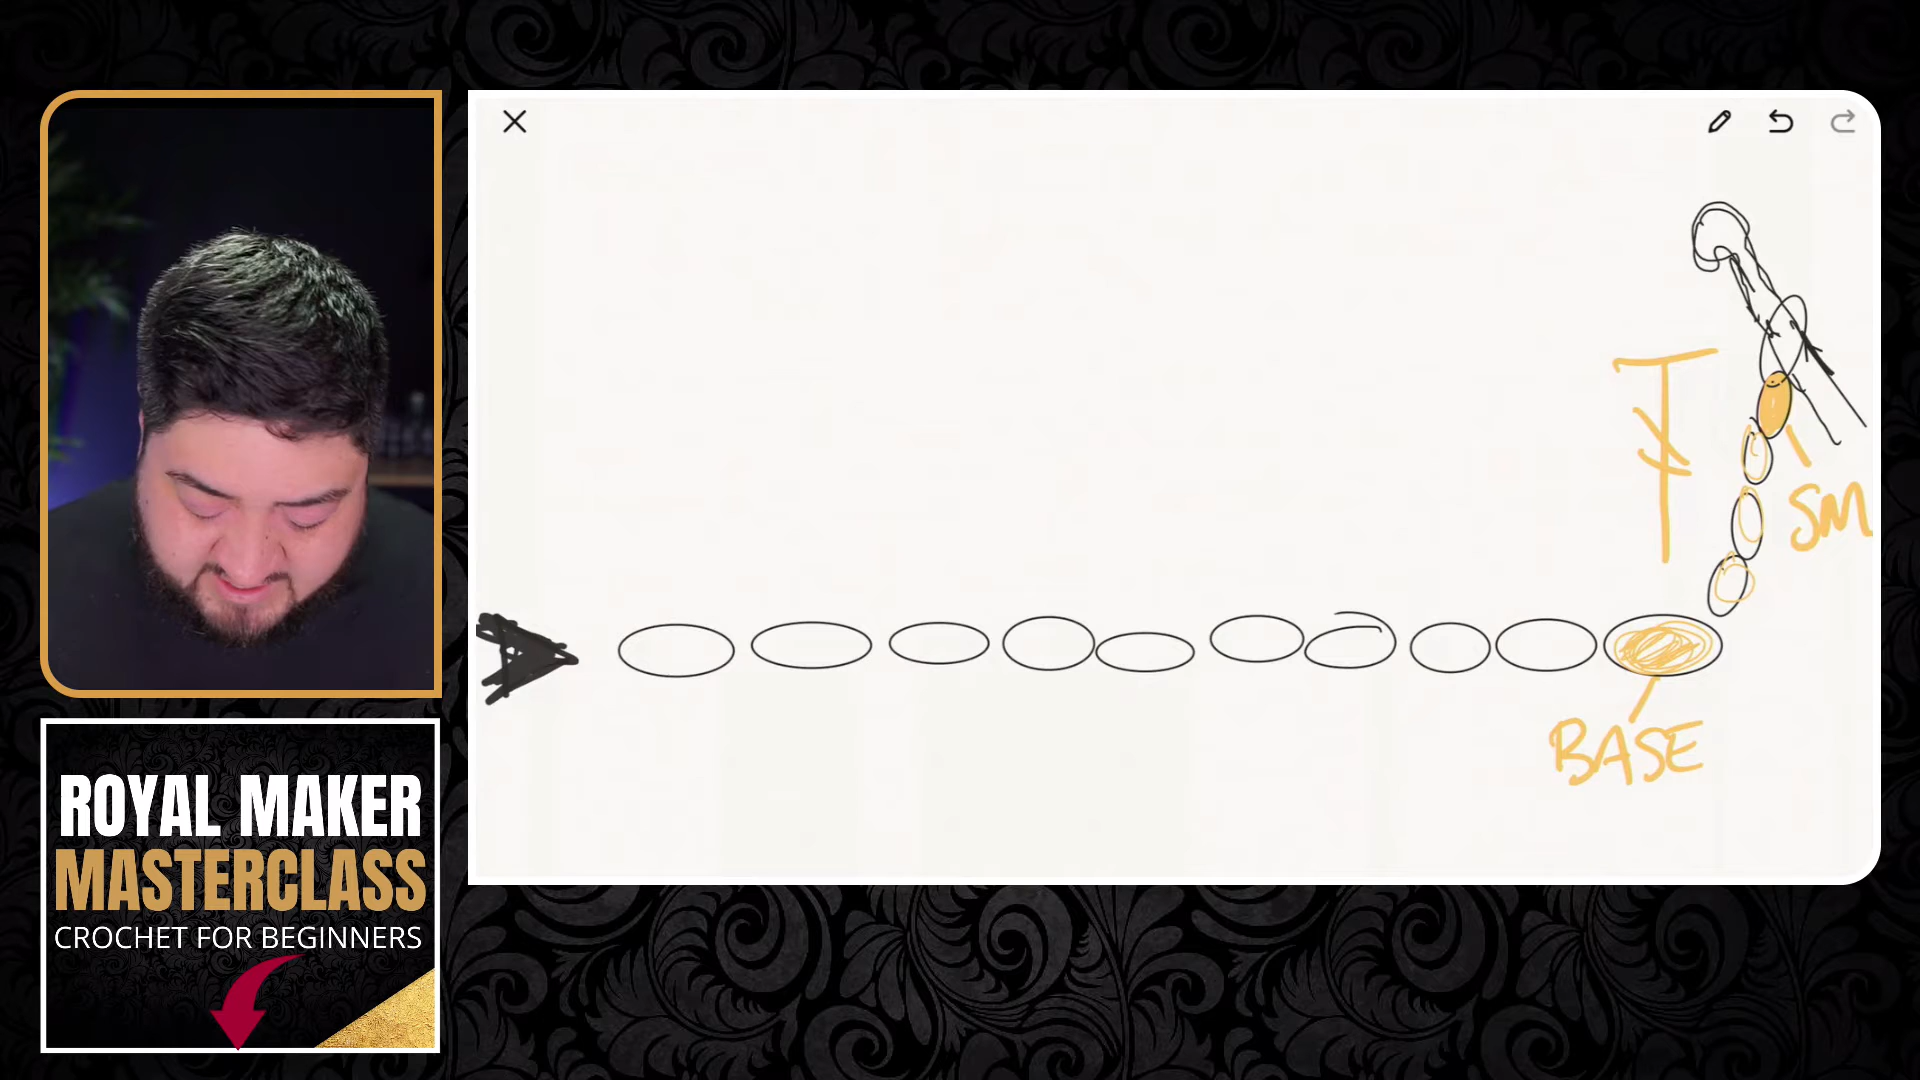 SM
BASE
ROYAL MAKER
MASTERCLASS
CROCHET FOR BEGINNERS